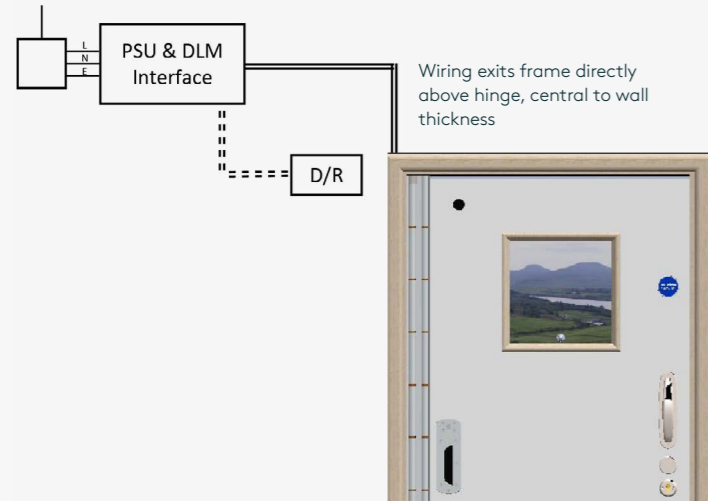 L
N
E
PSU & DLM
Interface
D/R
Wiring exits frame directly
above hinge, central to wall
thickness